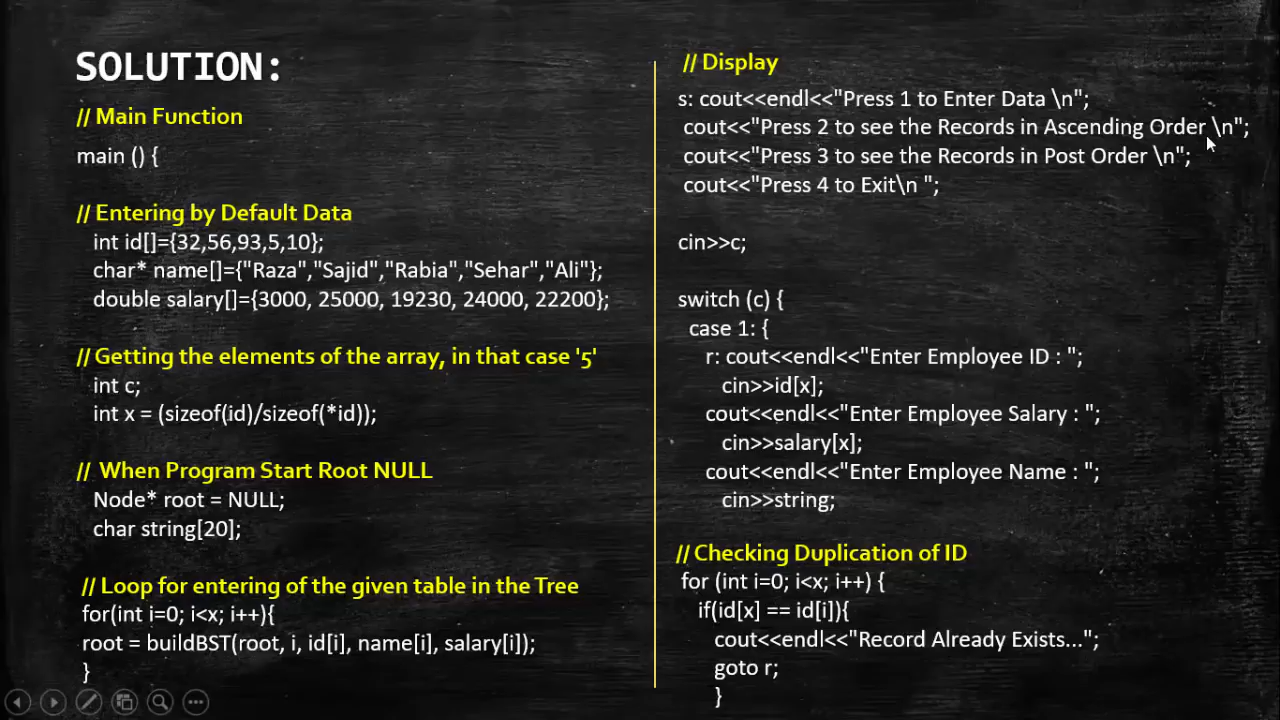 SOLUTION:
// Main Function
main () {
// Entering by Default Data
int id[]={32,56,93,5,10};
char* name[]={"Raza","Sajid","Rabia","Sehar","Ali"};
double salary[]={3000, 25000, 19230, 24000, 22200};
// Getting the elements of the array, in that case '5'
int c;
int x = (sizeof(id)/sizeof(*id));
// When Program Start Root NULL
Node* root = NULL;
char string[20];
// Loop for entering of the given table in the Tree
for(int i=0; i<x; i++){
root = buildBST(root, i, id[i], name[i], salary[i]);
}
// Display
s: cout<<endl<<"Press 1 to Enter Data \n";
cout<<"Press 2 to see the Records in Ascending Order \n";
cout<<"Press 3 to see the Records in Post Order \n";
cout<<"Press 4 to Exit\n ";
cin>>c;
switch (c) {
case 1: {
r: cout<<endl<<"Enter Employee ID : ";
cin>>id[x];
cout<<endl<<"Enter Employee Salary : ";
cin>>salary[x];
cout<<endl<<"Enter Employee Name : ";
cin>>string;
// Checking Duplication of ID
for (int i=0; i<x; i++) {
if(id[x] == id[i]){
cout<<endl<<"Record Already Exists...";
goto r;
}